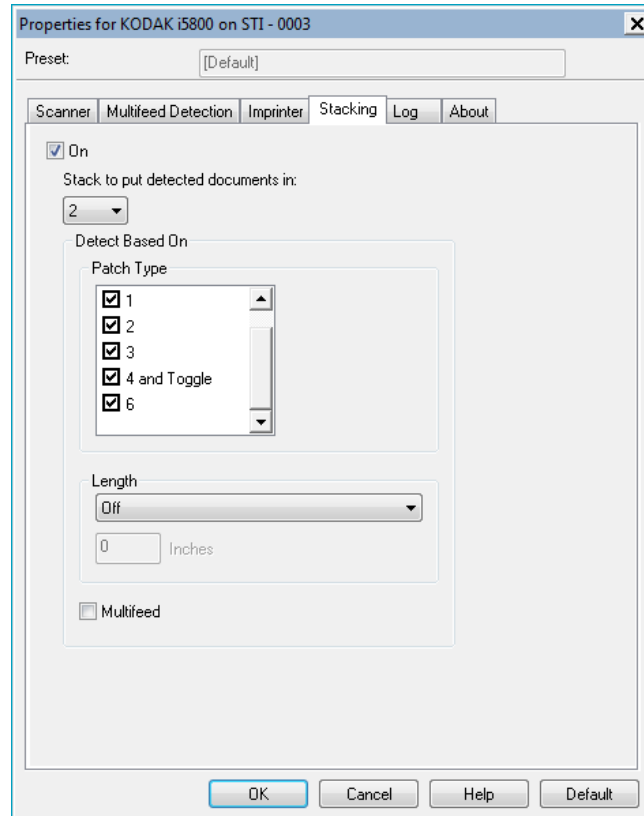 Properties for KODAK i5800 on STI - 0003
Preset:
[Default]
Scanner Multifeed Detection Imprinter Stacking Log About
On
Stack to put detected documents in:
2
Detect Based On
Patch Type
1
2
3
4 and Toggle
6
Length
Off
0 Inches
Multifeed
OK Cancel Help Default